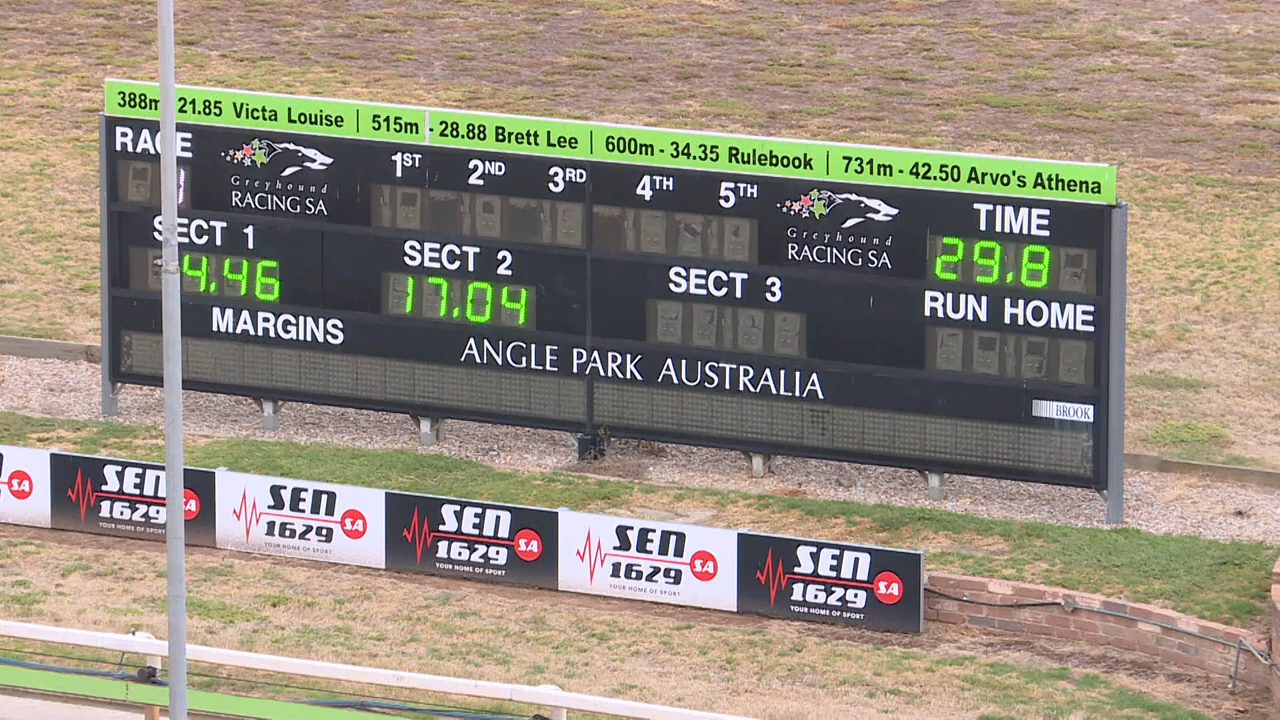 388m 21.85 Victa Louise | 515m - 28.88 Brett Lee | 600m - 34.35 Rulebook | 731m - 42.50 Arvo's Athena
RACE
Greyhound
RACING SA
1ST 2ND 3RD 4TH 5TH
Greyhound
RACING SA
TIME
29.8
SECT 1
4.46
SECT 2
17.04
SECT 3
RUN HOME
MARGINS
ANGLE PARK AUSTRALIA
BROOK
SA
SEN
1629 SA
YOUR HOME OF SPORT
SEN
1629 SA
YOUR HOME OF SPORT
SEN
1629 SA
YOUR HOME OF SPORT
SEN
1629 SA
YOUR HOME OF SPORT
SEN
1629 SA
YOUR HOME OF SPORT